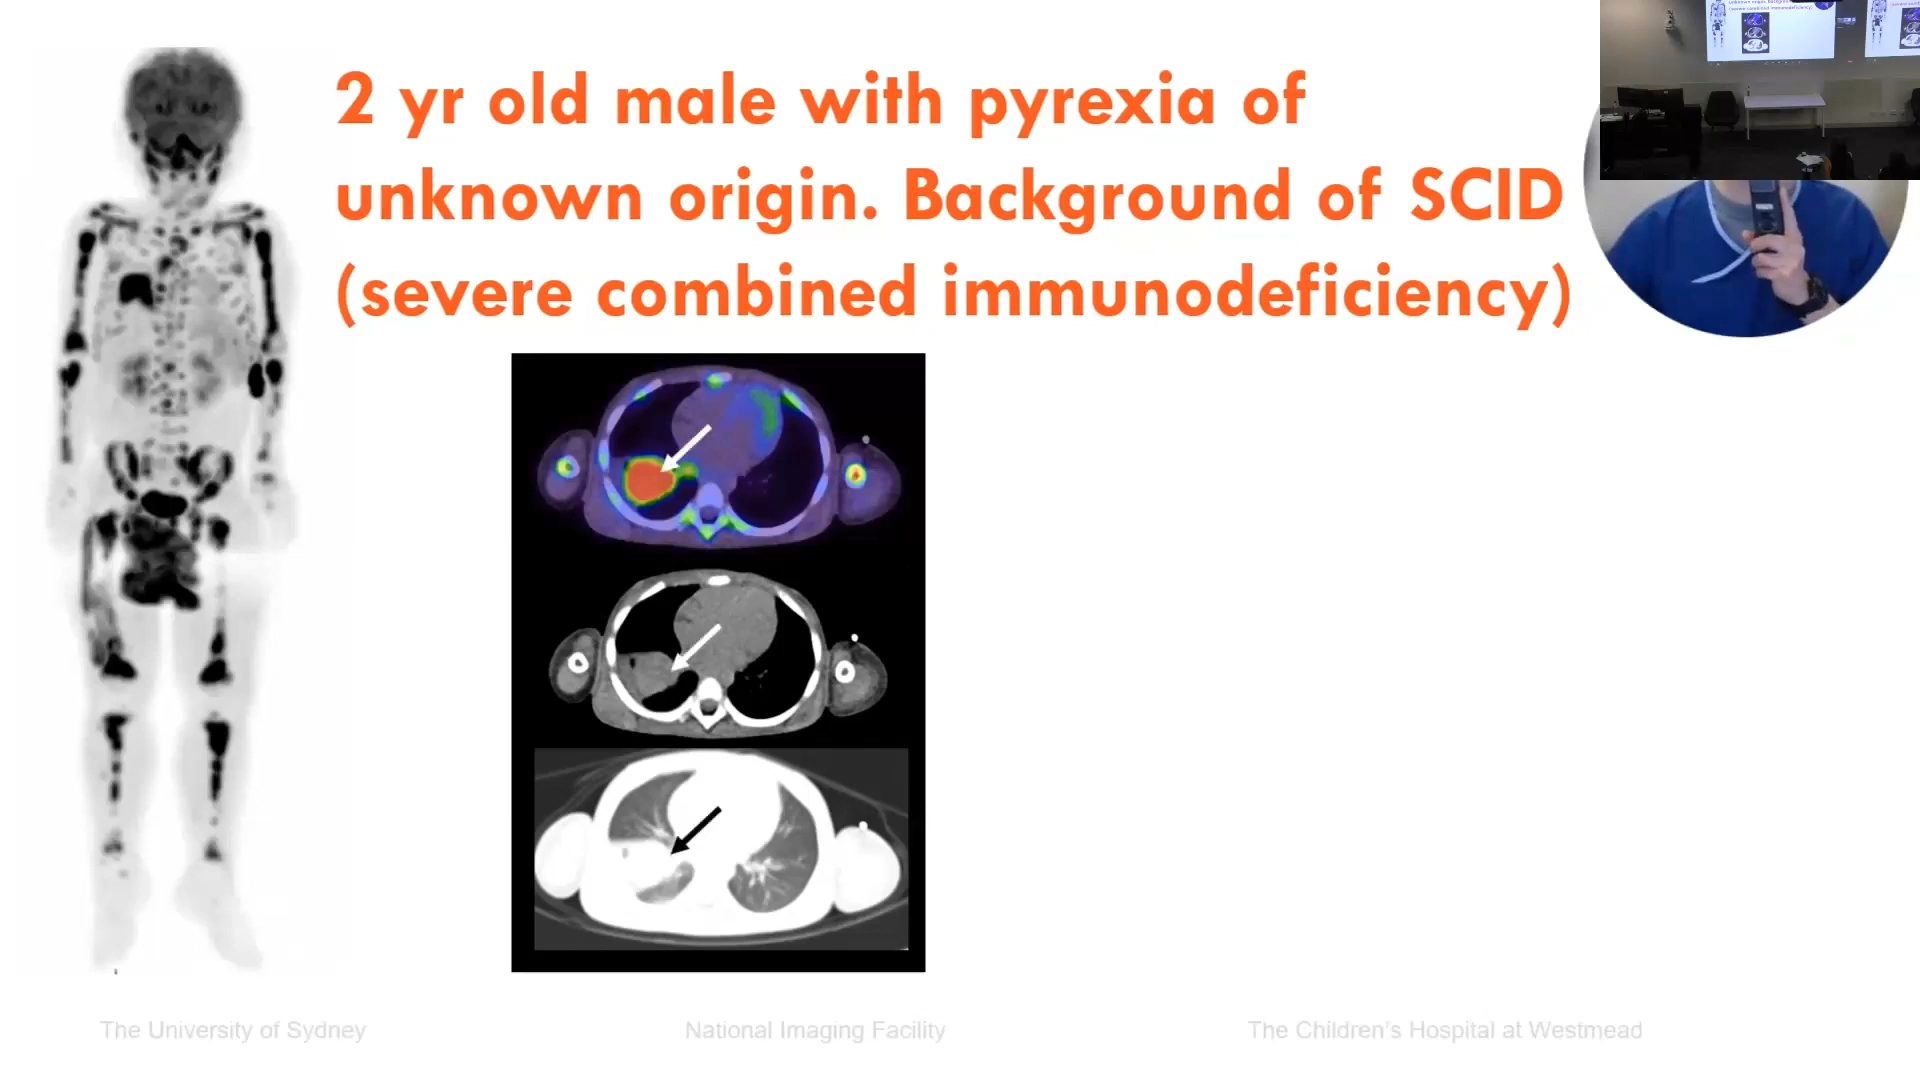 2 yr old male with pyrexia of
unknown origin. Background of SCID
(severe combined immunodeficiency)
The University of Sydney
National Imaging Facility
The Children's Hospital at Westmead